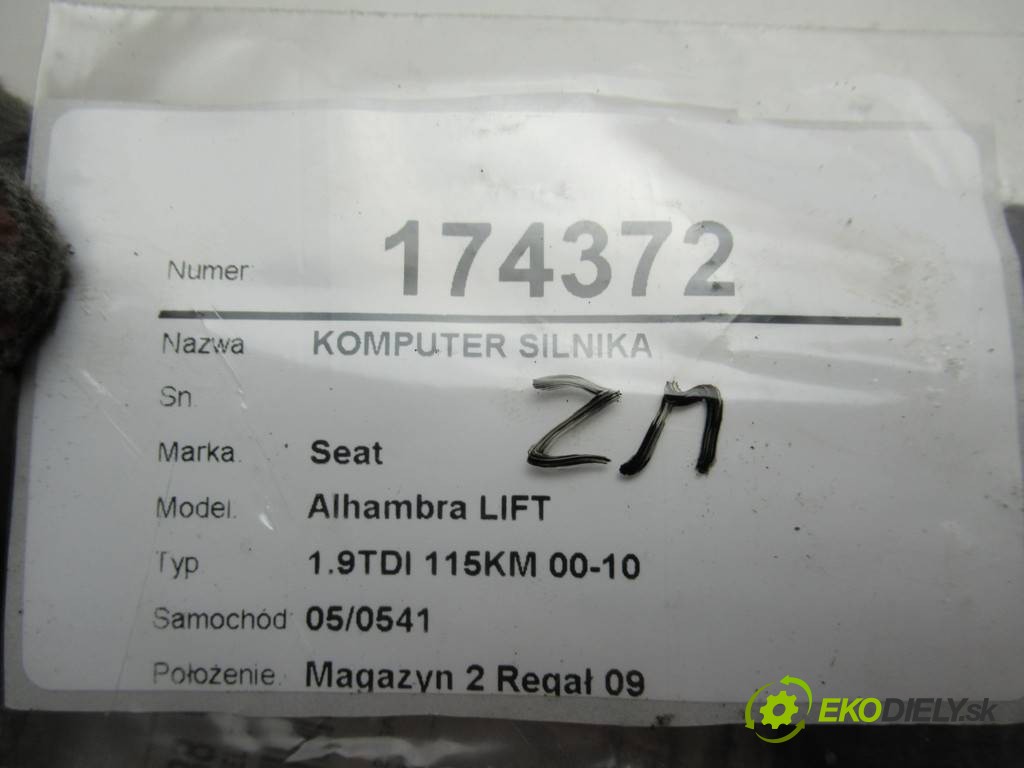 Numer: 174372
Nazwa KOMPUTER SILNIKA
Sn.
ZM
Marka. Seat
Model. Alhambra LIFT
Typ 1.9TDI 115KM 00-10
Samochód: 05/0541
Położenie. Magazyn 2 Regał 09
EKODIELY.sk